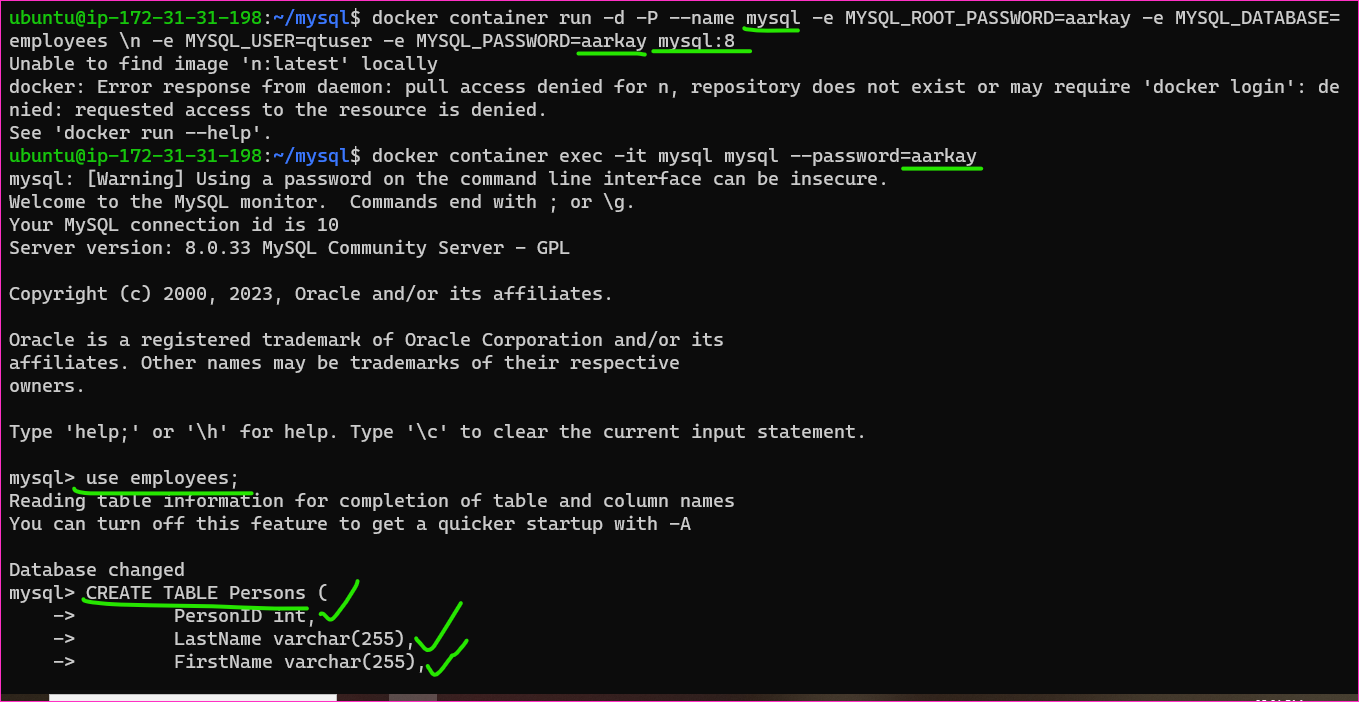 ubuntu@ip-172-31-31-198:~/mysql$ docker container run -d -P --name mysql -e MYSQL_ROOT_PASSWORD=aarkay -e MYSQL_DATABASE=
employees \n -e MYSQL_USER=qtuser -e MYSQL_PASSWORD=aarkay mysql:8
Unable to find image 'n:latest' locally
docker: Error response from daemon: pull access denied for n, repository does not exist or may require 'docker login': de
nied: requested access to the resource is denied.
See 'docker run --help'.
ubuntu@ip-172-31-31-198:~/mysql$ docker container exec -it mysql mysql --password=aarkay
mysql: [Warning] Using a password on the command line interface can be insecure.
Welcome to the MySQL monitor.  Commands end with ; or \g.
Your MySQL connection id is 10
Server version: 8.0.33 MySQL Community Server - GPL

Copyright (c) 2000, 2023, Oracle and/or its affiliates.

Oracle is a registered trademark of Oracle Corporation and/or its
affiliates. Other names may be trademarks of their respective
owners.

Type 'help;' or '\h' for help. Type '\c' to clear the current input statement.

mysql> use employees;
Reading table information for completion of table and column names
You can turn off this feature to get a quicker startup with -A

Database changed
mysql> CREATE TABLE Persons (
    ->         PersonID int,
    ->         LastName varchar(255),
    ->         FirstName varchar(255),